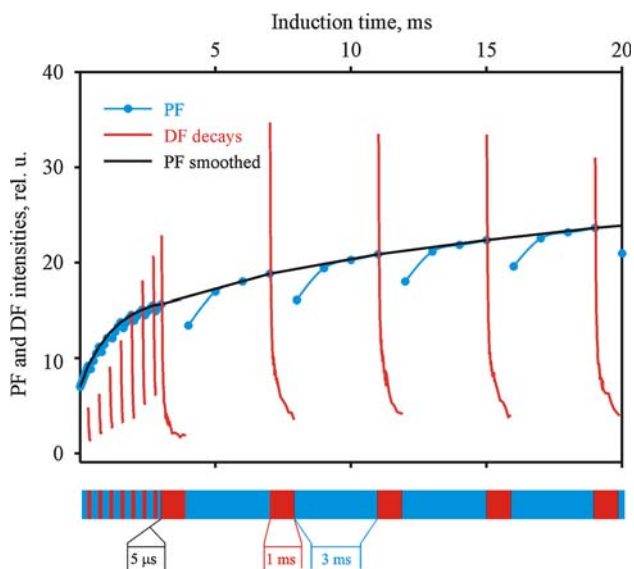 Induction time, ms
5 10 15 20
PF and DF intensities, rel. u.
40
30
20
10
0
PF
DF decays
PF smoothed
5 μs
1 ms
3 ms